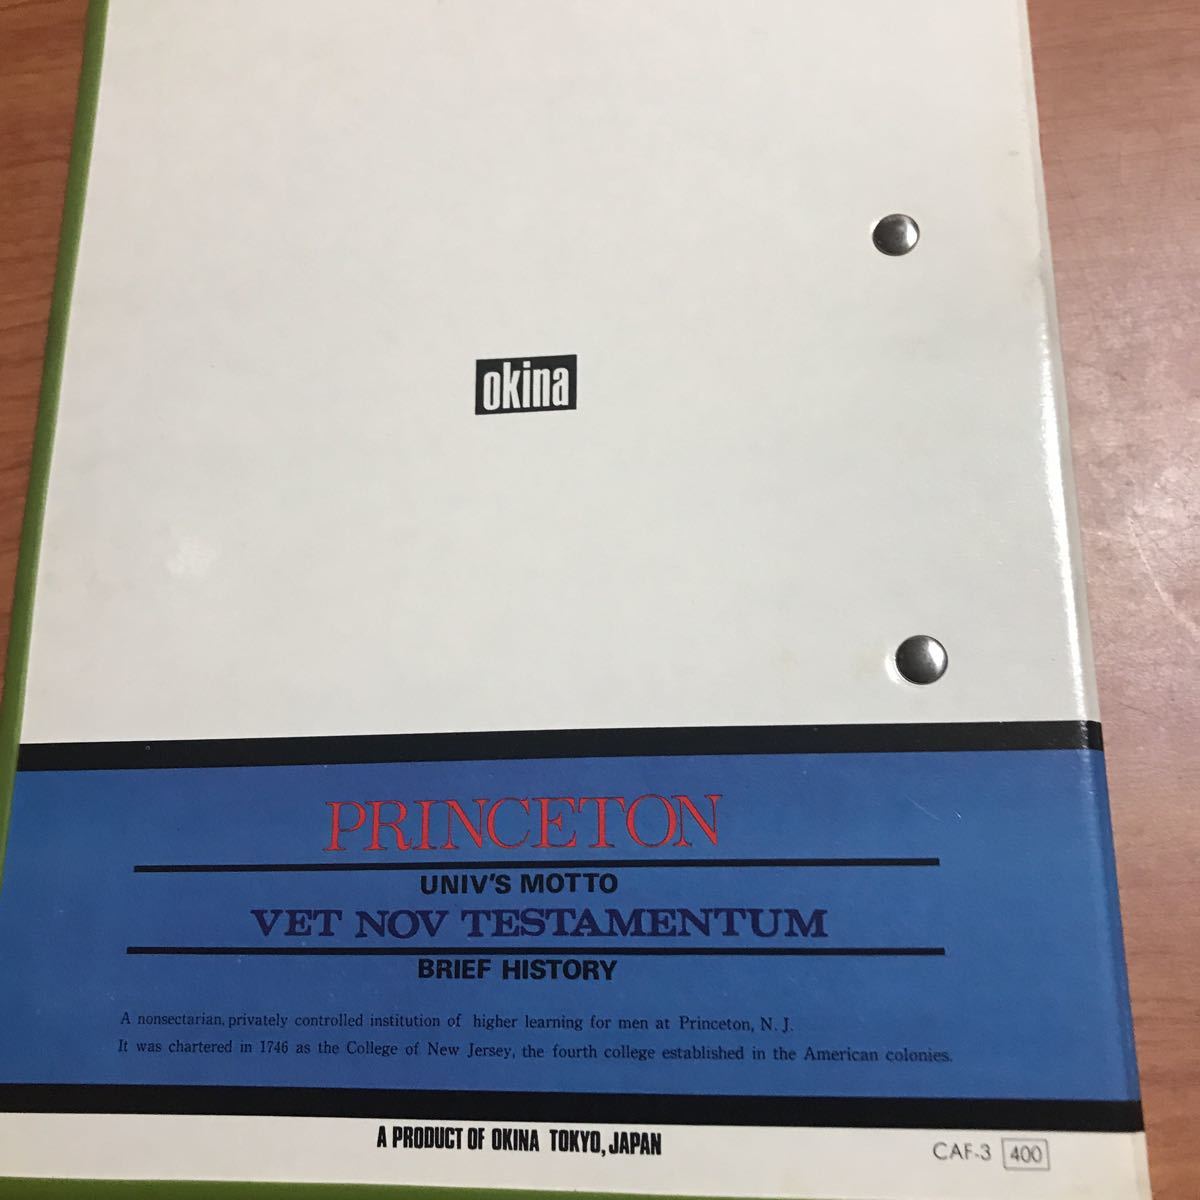 okina
PRINCETON
UNIV'S MOTTO
VET NOV TESTAMENTUM
BRIEF HISTORY
A nonsectarian, privately controlled institution of higher learning for men at Princeton, N. J.
It was chartered in 1746 as the College of New Jersey, the fourth college established in the American colonies.
A PRODUCT OF OKINA TOKYO, JAPAN
CAF-3 400